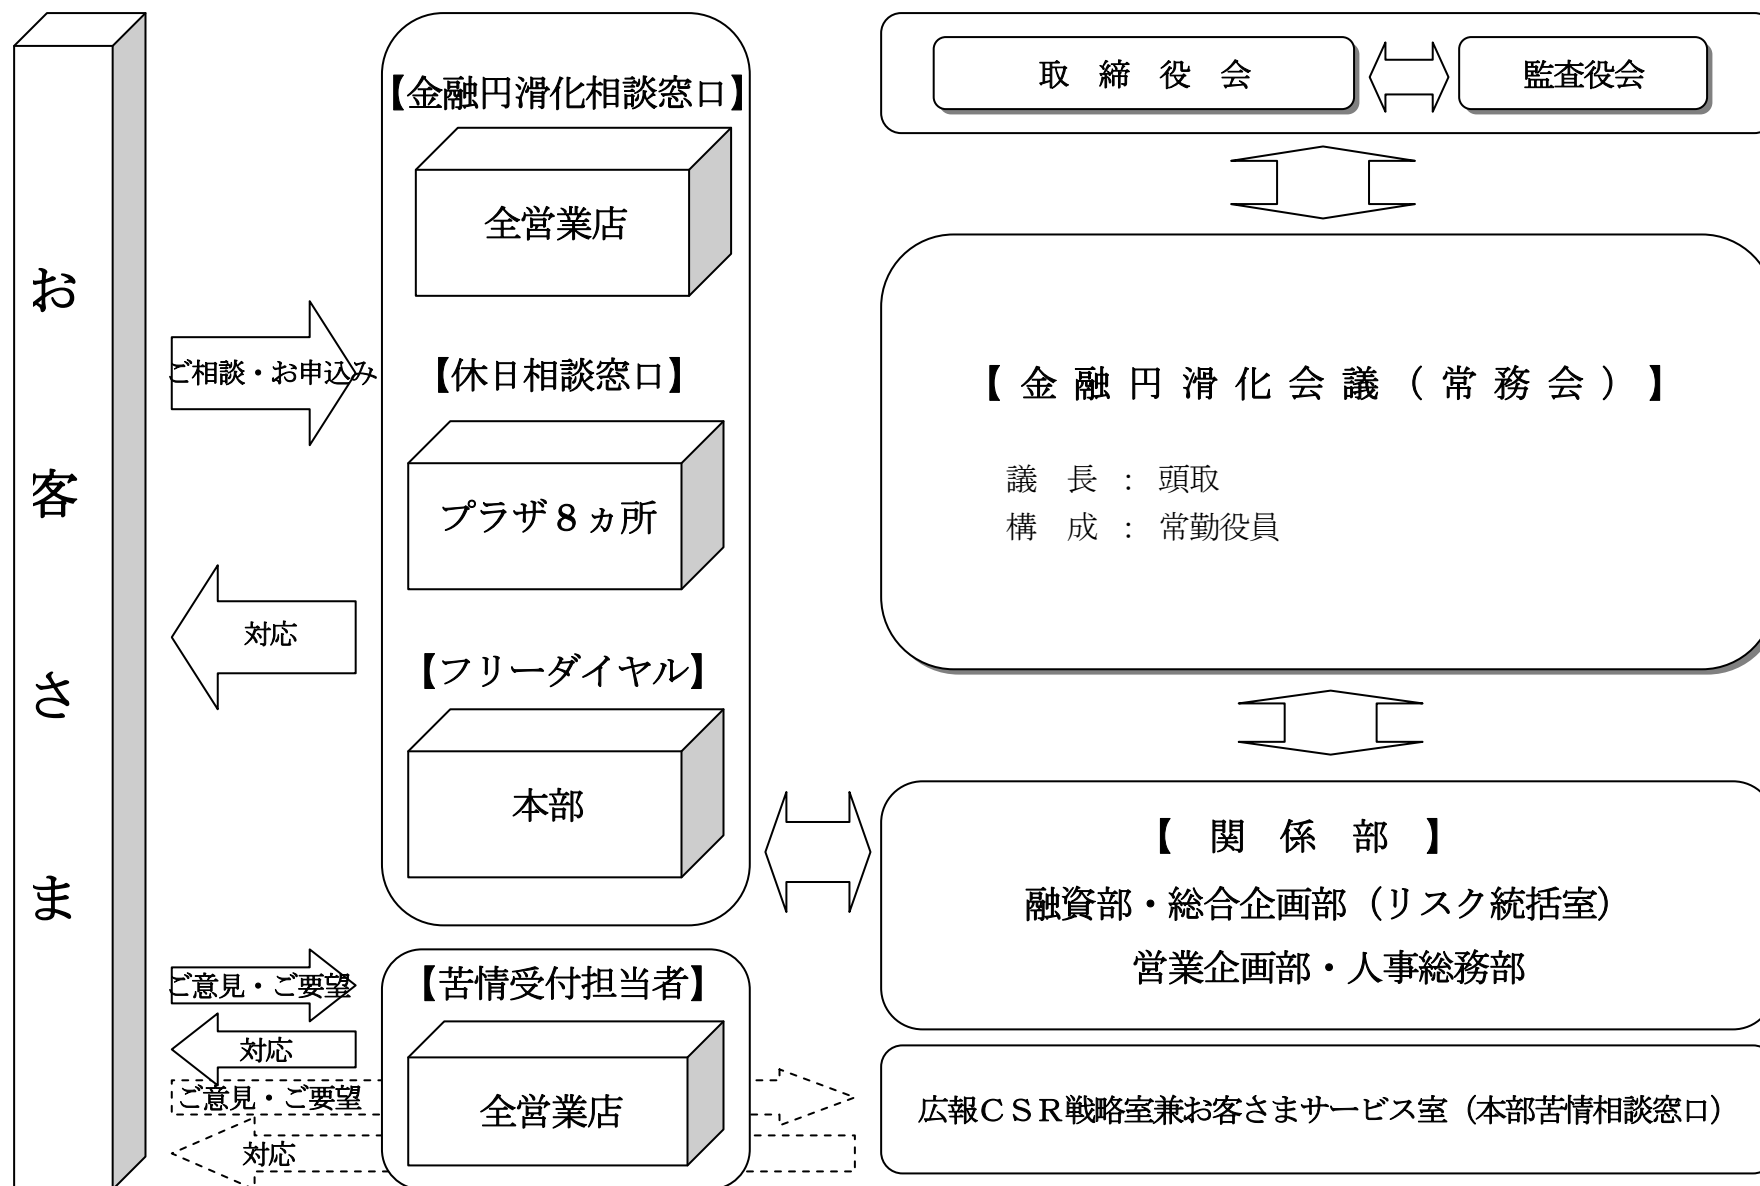 お客さま
ご相談・お申込み
対応
ご意見・ご要望
対応
ご意見・ご要望
対応
【金融円滑化相談窓口】
全営業店
【休日相談窓口】
プラザ８ヵ所
【フリーダイヤル】
本部
【苦情受付担当者】
全営業店
取　締　役　会
監査役会
【金融円滑化会議（常務会）】
議　長　：　頭取
構　成　：　常勤役員
【　関　係　部　】
融資部・総合企画部（リスク統括室）
営業企画部・人事総務部
広報ＣＳＲ戦略室兼お客さまサービス室（本部苦情相談窓口）